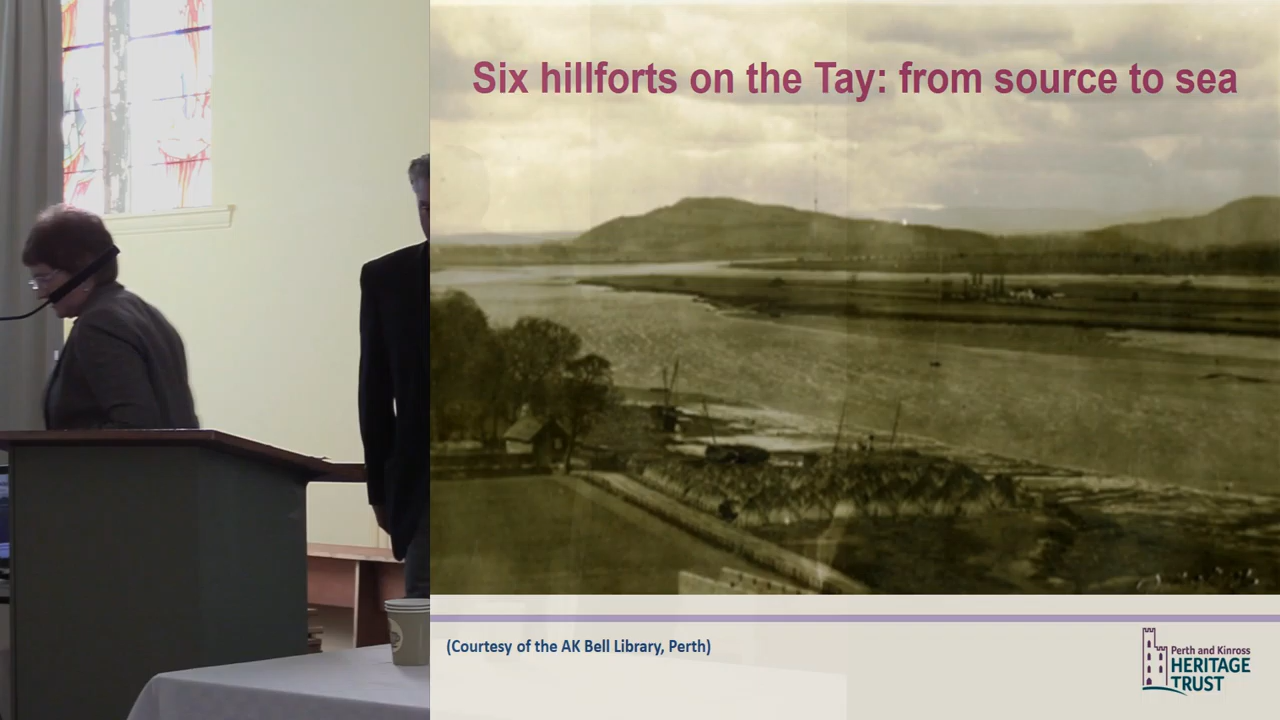 Six hillforts on the Tay: from source to sea
(Courtesy of the AK Bell Library, Perth)
Perth and Kinross
HERITAGE
TRUST